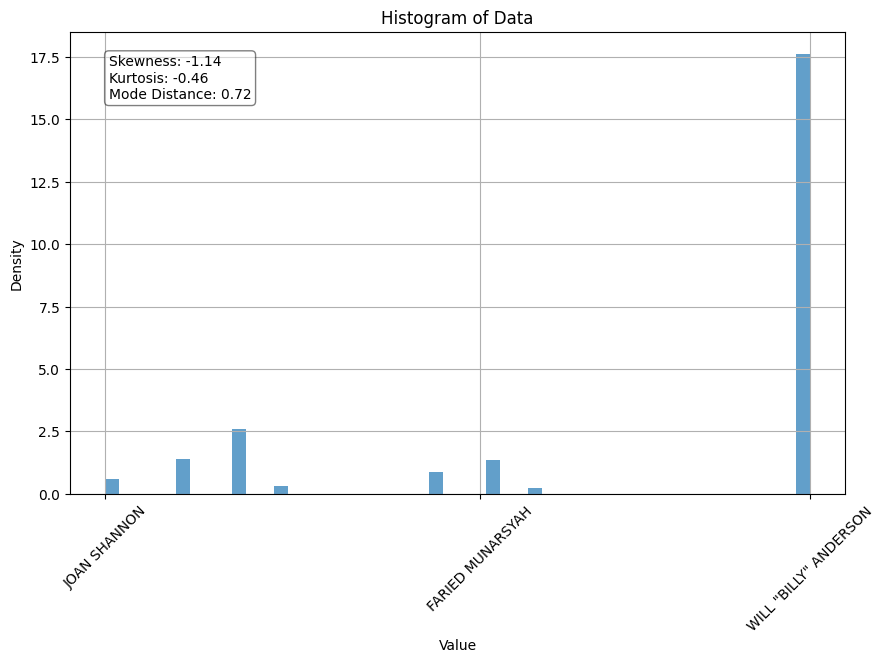 Histogram of Data
Skewness: -1.14
Kurtosis: -0.46
Mode Distance: 0.72
17.5
15.0
12.5
10.0
7.5
5.0
2.5
0.0
Density
JOAN SHANNON
FARIED MUNARSYAH
WILL "BILLY" ANDERSON
Value